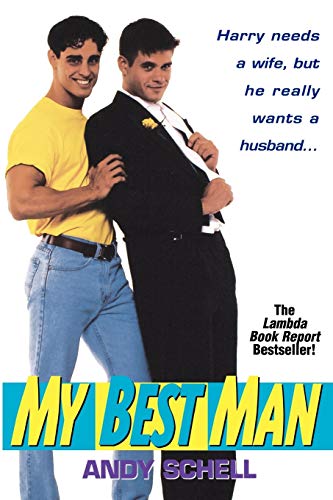 Harry needs
a wife, but
he really
wants a
husband...
The
Lambda
Book Report
Bestseller!
MY BEST MAN
ANDY SCHELL